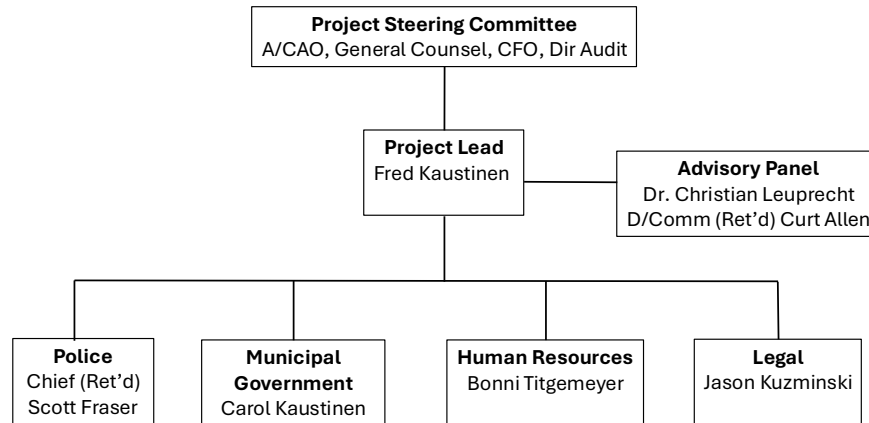 Project Steering Committee
A/CAO, General Counsel, CFO, Dir Audit
Project Lead
Fred Kaustinen
Advisory Panel
Dr. Christian Leuprecht
D/Comm (Ret’d) Curt Allen
Police
Chief (Ret’d)
Scott Fraser
Municipal
Government
Carol Kaustinen
Human Resources
Bonni Titgemeyer
Legal
Jason Kuzminski